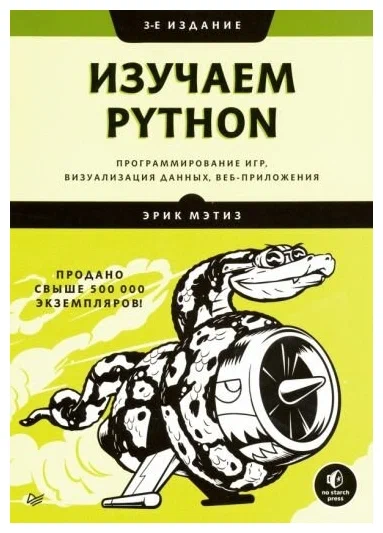 3-Е ИЗДАНИЕ
ИЗУЧАЕМ
PYTHON
ПРОГРАММИРОВАНИЕ ИГР,
ВИЗУАЛИЗАЦИЯ ДАННЫХ, ВЕБ-ПРИЛОЖЕНИЯ
ЭРИК МЭТИЗ
ПРОДАНО
СВЫШЕ 500 000
ЭКЗЕМПЛЯРОВ!
no starch
press